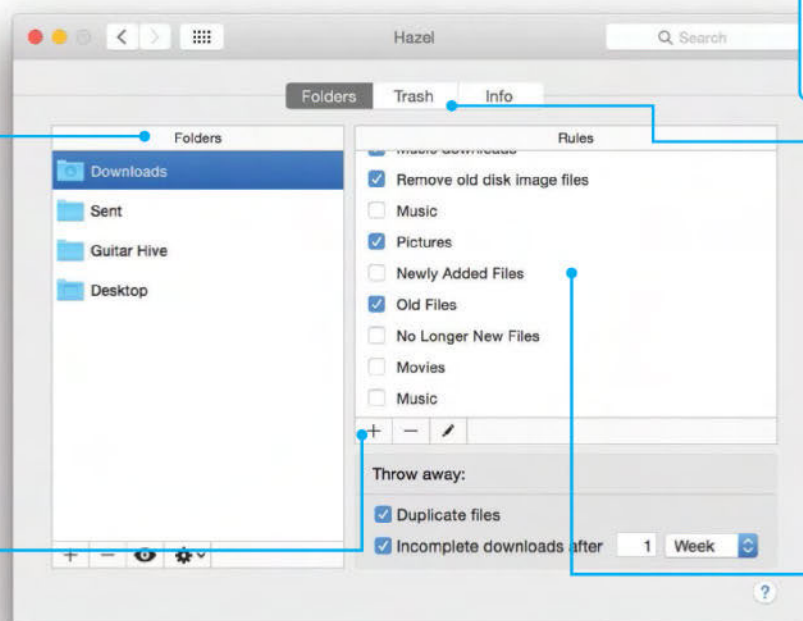 Hazel
Search
Folders Trash Info
Folders
Downloads
Sent
Guitar Hive
Desktop
Rules
Music downloads
Remove old disk image files
Music
Pictures
Newly Added Files
Old Files
No Longer New Files
Movies
Music
Throw away:
Duplicate files
Incomplete downloads after 1 Week
?